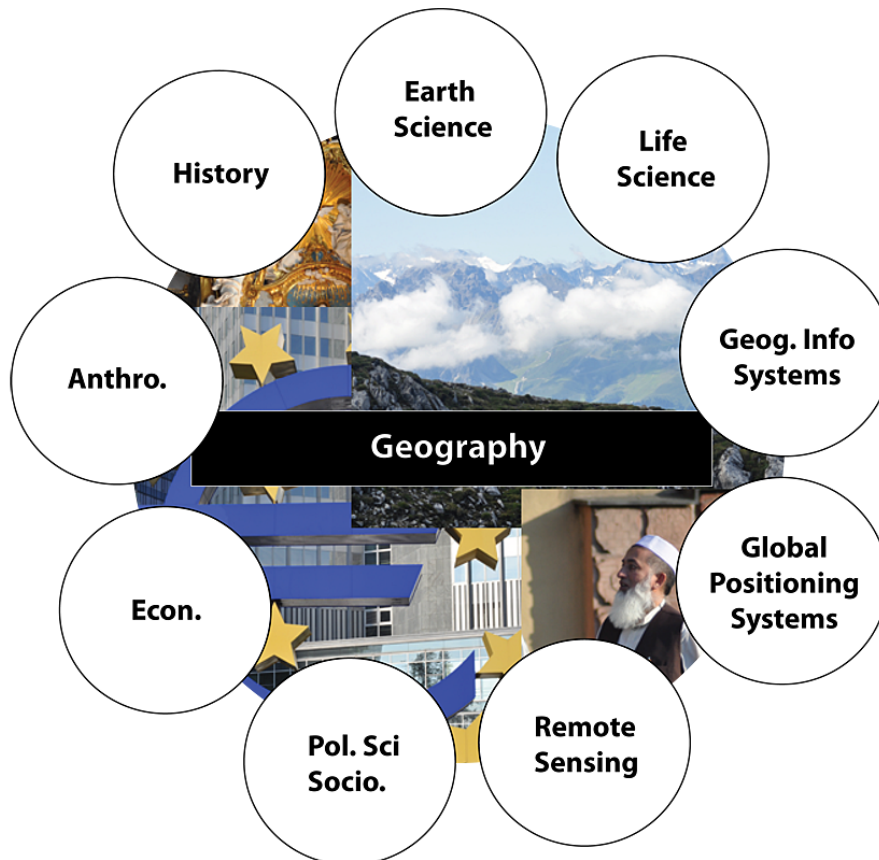 Earth
Science
Life
Science
History
Geog. Info
Systems
Anthro.
Geography
Global
Positioning
Systems
Econ.
Remote
Sensing
Pol. Sci
Socio.